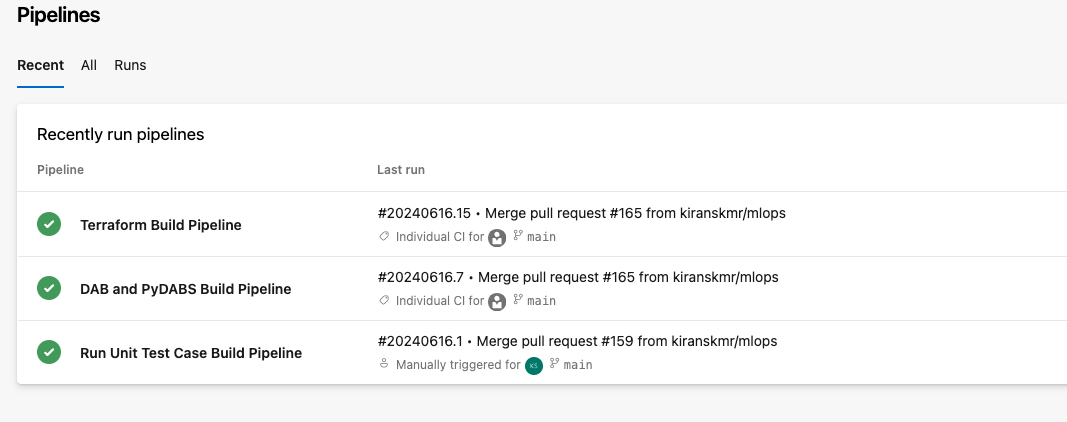 Pipelines
Recent All Runs
Recently run pipelines
Pipeline Last run
Terraform Build Pipeline #20240616.15 • Merge pull request #165 from kiranskmr/mlops
Individual CI for main
DAB and PyDABS Build Pipeline #20240616.7 • Merge pull request #165 from kiranskmr/mlops
Individual CI for main
Run Unit Test Case Build Pipeline #20240616.1 • Merge pull request #159 from kiranskmr/mlops
Manually triggered for KS main